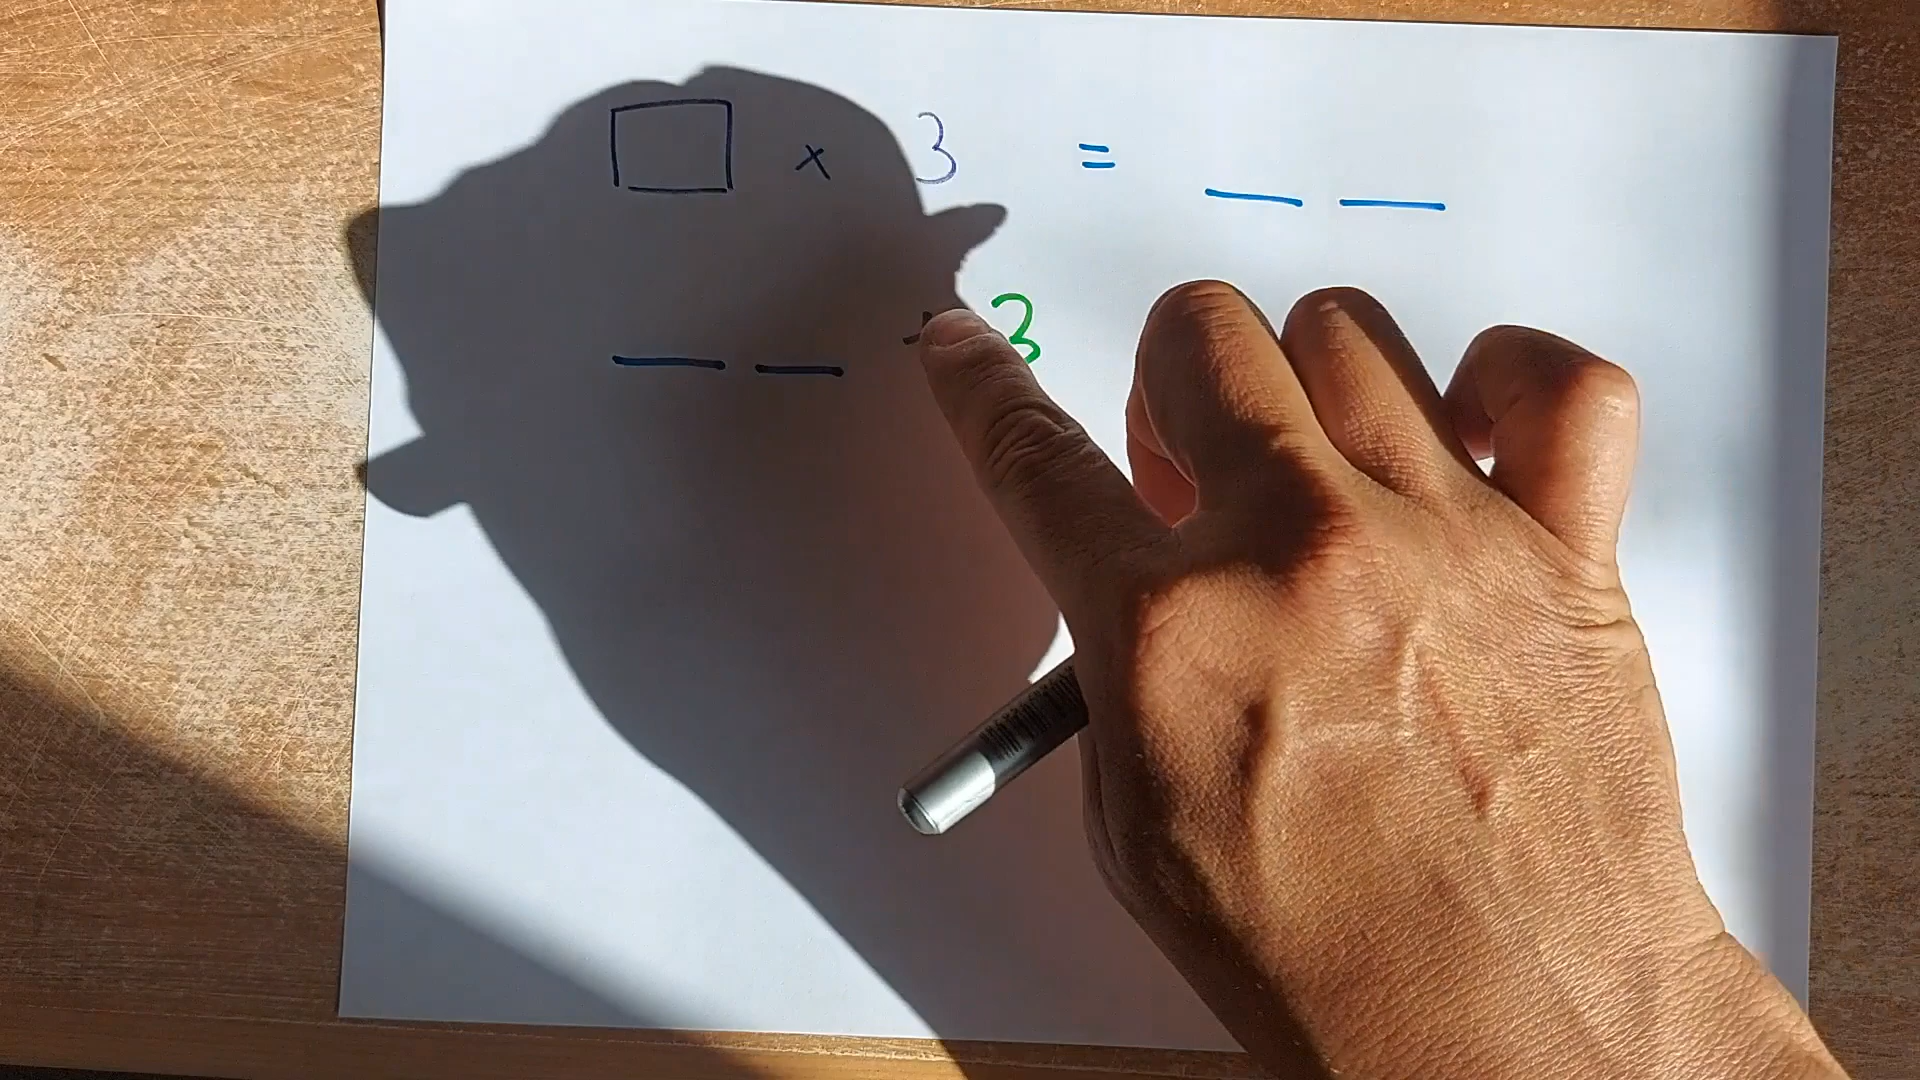 □ × 3 = __ __
__ __ + 3